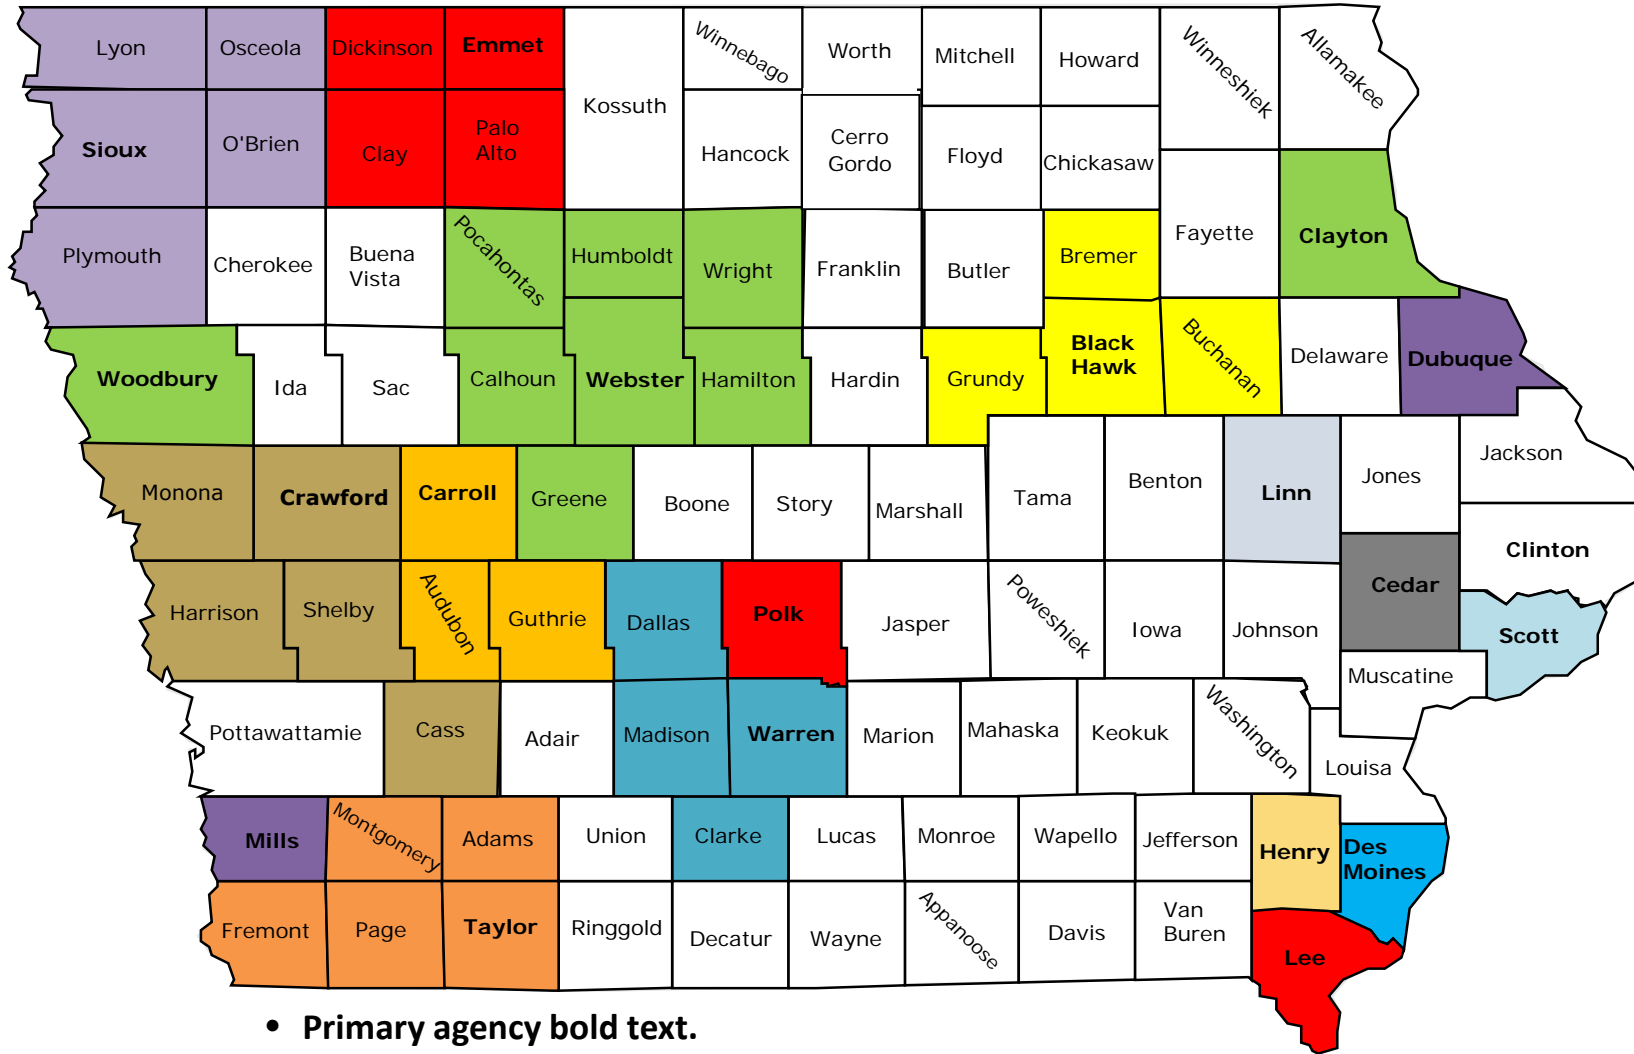 Lyon
Osceola
Dickinson
Emmet
Kossuth
Winnebago
Worth
Mitchell
Howard
Winneshiek
Allamakee
Sioux
O'Brien
Clay
Palo
Alto
Hancock
Cerro
Gordo
Floyd
Chickasaw
Plymouth
Cherokee
Buena
Vista
Pocahontas
Humboldt
Wright
Franklin
Butler
Bremer
Fayette
Clayton
Woodbury
Ida
Sac
Calhoun
Webster
Hamilton
Hardin
Grundy
Black
Hawk
Buchanan
Delaware
Dubuque
Monona
Crawford
Carroll
Greene
Boone
Story
Marshall
Tama
Benton
Linn
Jones
Jackson
Clinton
Harrison
Shelby
Audubon
Guthrie
Dallas
Polk
Jasper
Poweshiek
Iowa
Johnson
Cedar
Scott
Muscatine
Pottawattamie
Cass
Adair
Madison
Warren
Marion
Mahaska
Keokuk
Washington
Louisa
Mills
Montgomery
Adams
Union
Clarke
Lucas
Monroe
Wapello
Jefferson
Henry
Des
Moines
Fremont
Page
Taylor
Ringgold
Decatur
Wayne
Appanoose
Davis
Van
Buren
Lee
• Primary agency bold text.